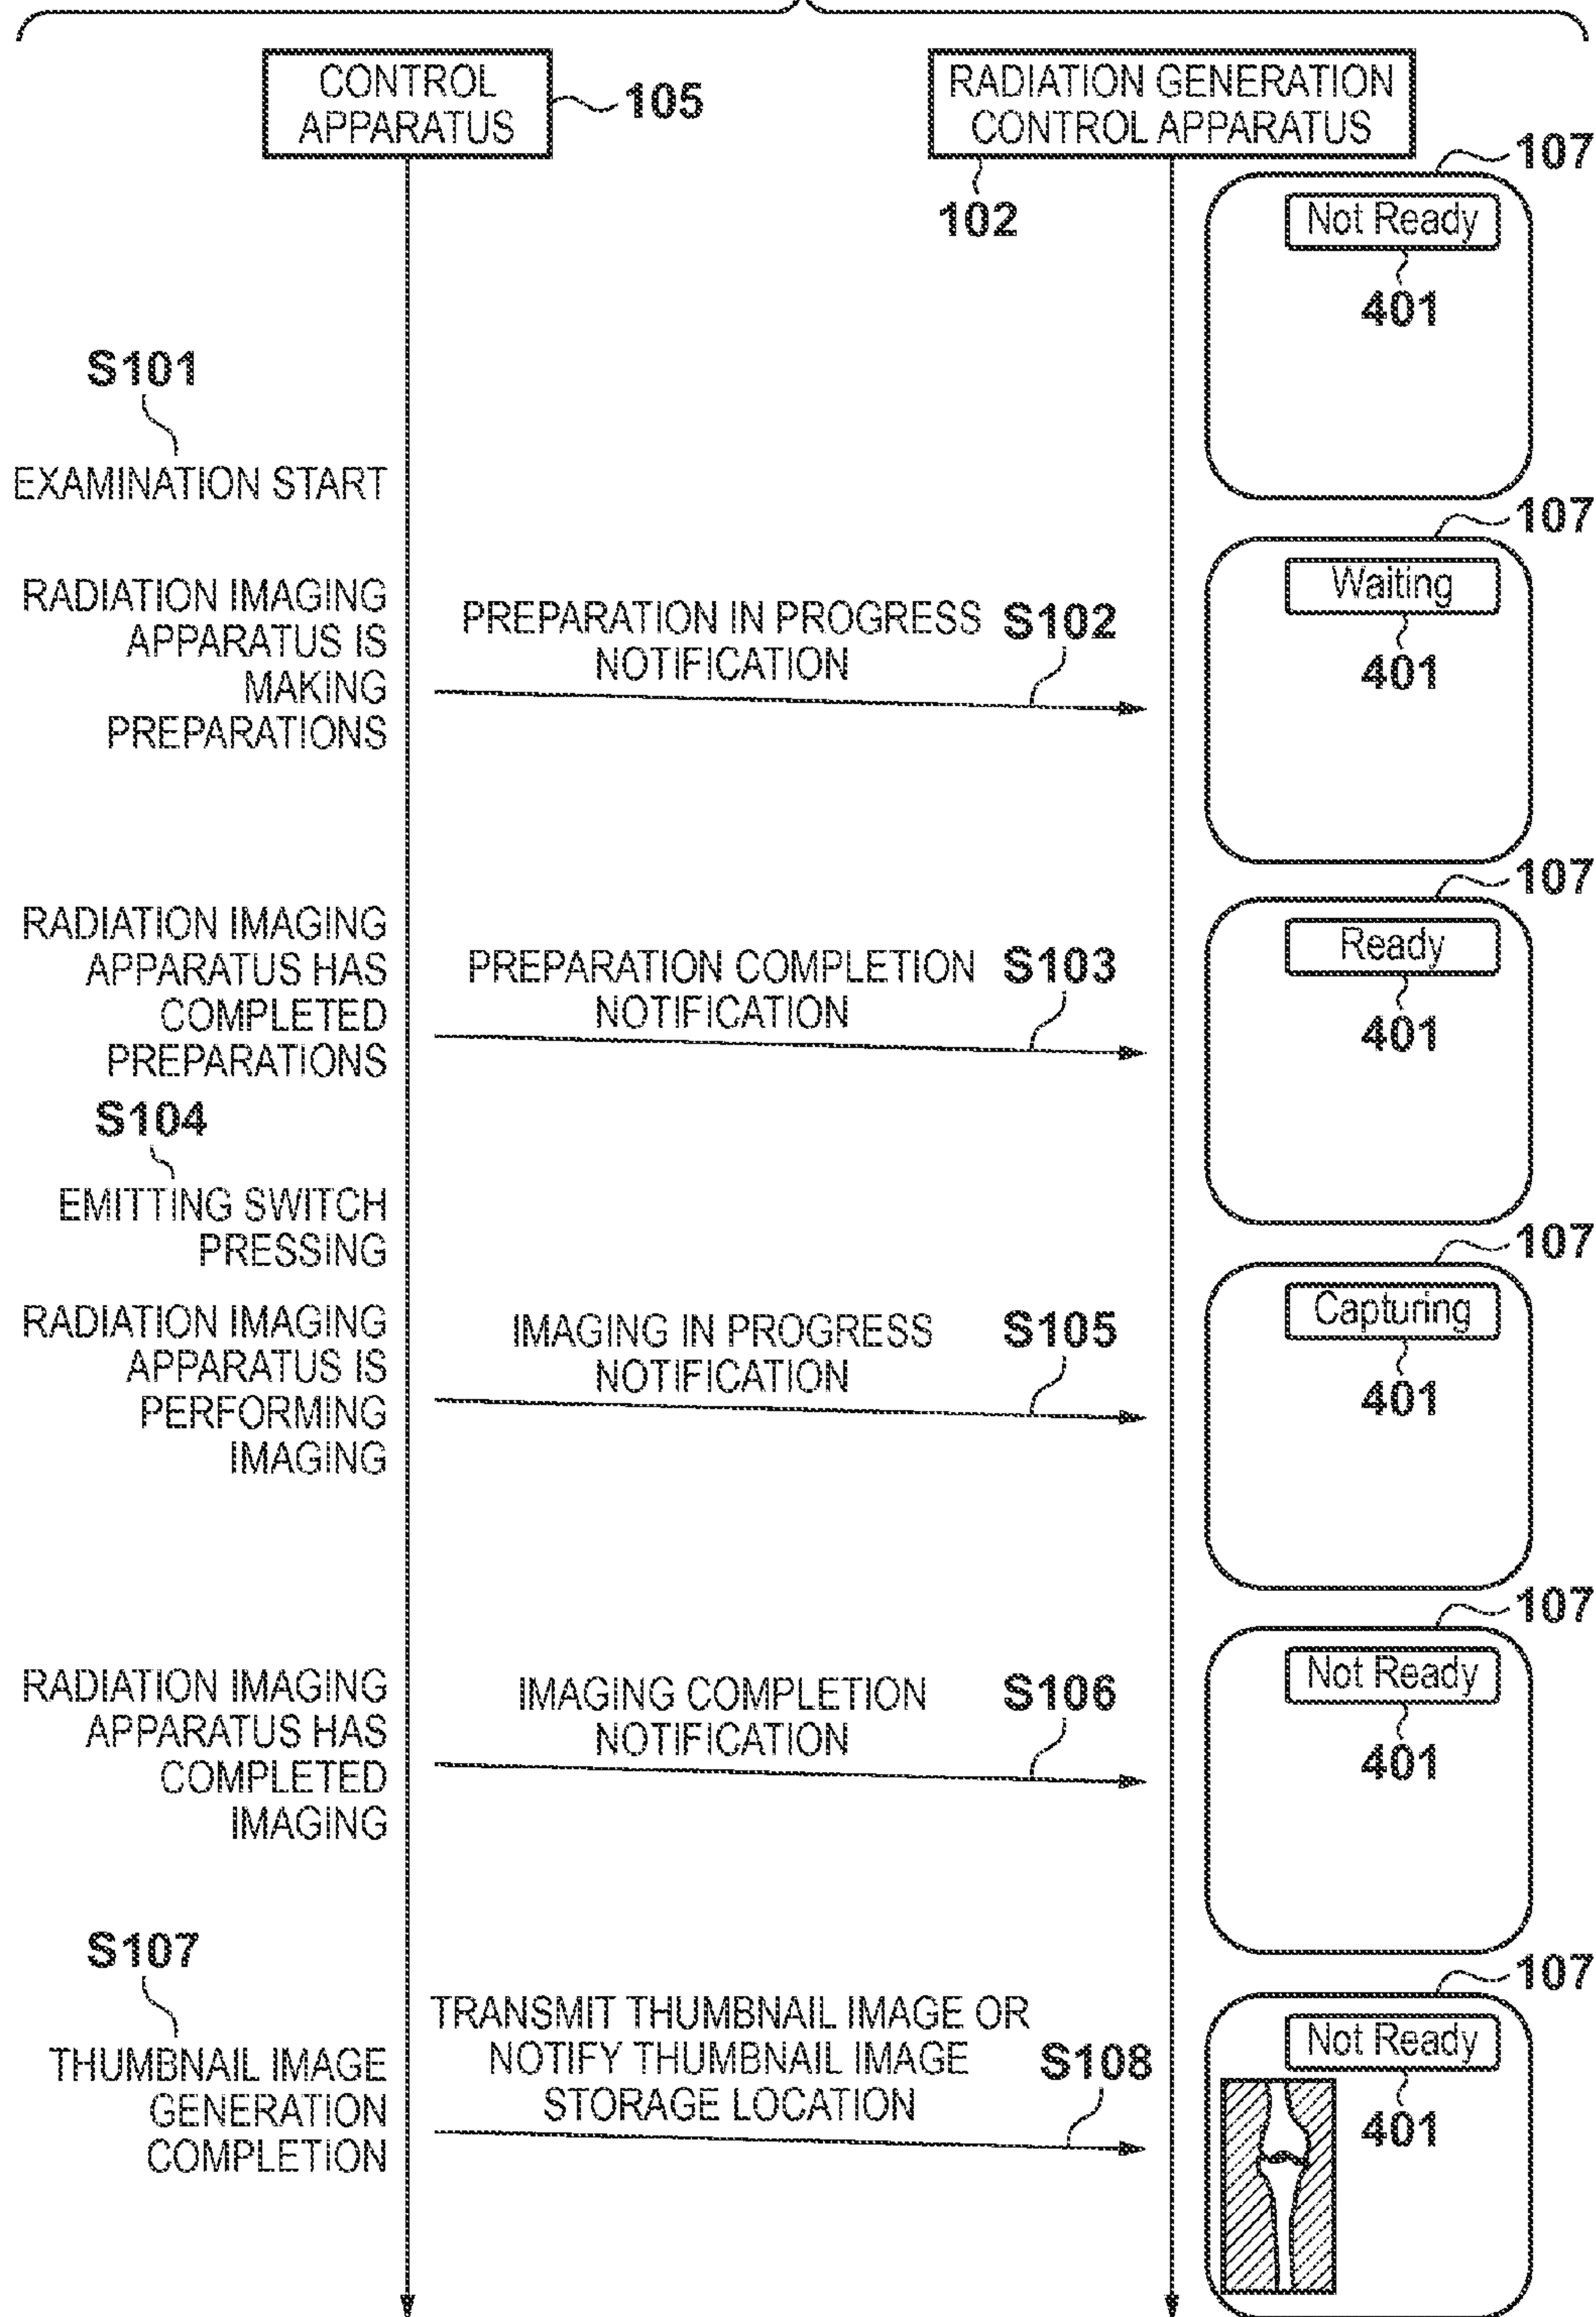 CONTROL
APPARATUS
105
RADIATION GENERATION
CONTROL APPARATUS
102
107
Not Ready
401
S101
EXAMINATION START
107
Waiting
401
RADIATION IMAGING
APPARATUS IS
MAKING
PREPARATIONS
PREPARATION IN PROGRESS
NOTIFICATION
S102
107
Ready
401
RADIATION IMAGING
APPARATUS HAS
COMPLETED
PREPARATIONS
PREPARATION COMPLETION
NOTIFICATION
S103
S104
EMITTING SWITCH
PRESSING
107
Capturing
401
RADIATION IMAGING
APPARATUS IS
PERFORMING
IMAGING
IMAGING IN PROGRESS
NOTIFICATION
S105
107
Not Ready
401
RADIATION IMAGING
APPARATUS HAS
COMPLETED
IMAGING
IMAGING COMPLETION
NOTIFICATION
S106
S107
THUMBNAIL IMAGE
GENERATION
COMPLETION
TRANSMIT THUMBNAIL IMAGE OR
NOTIFY THUMBNAIL IMAGE
STORAGE LOCATION
S108
107
Not Ready
401